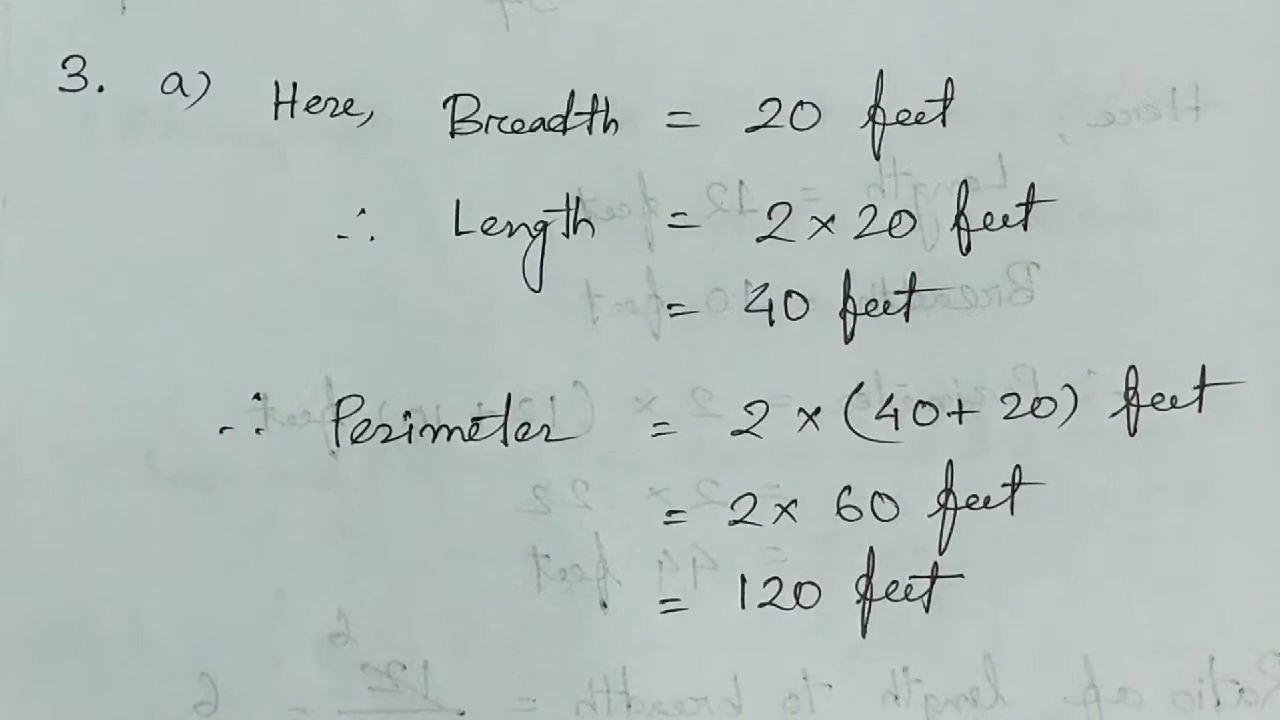 3. a) Here, Breadth = 20 feet
∴ Length = 2 × 20 feet
= 40 feet
∴ Perimeter = 2 × (40 + 20) feet
= 2 × 60 feet
= 120 feet